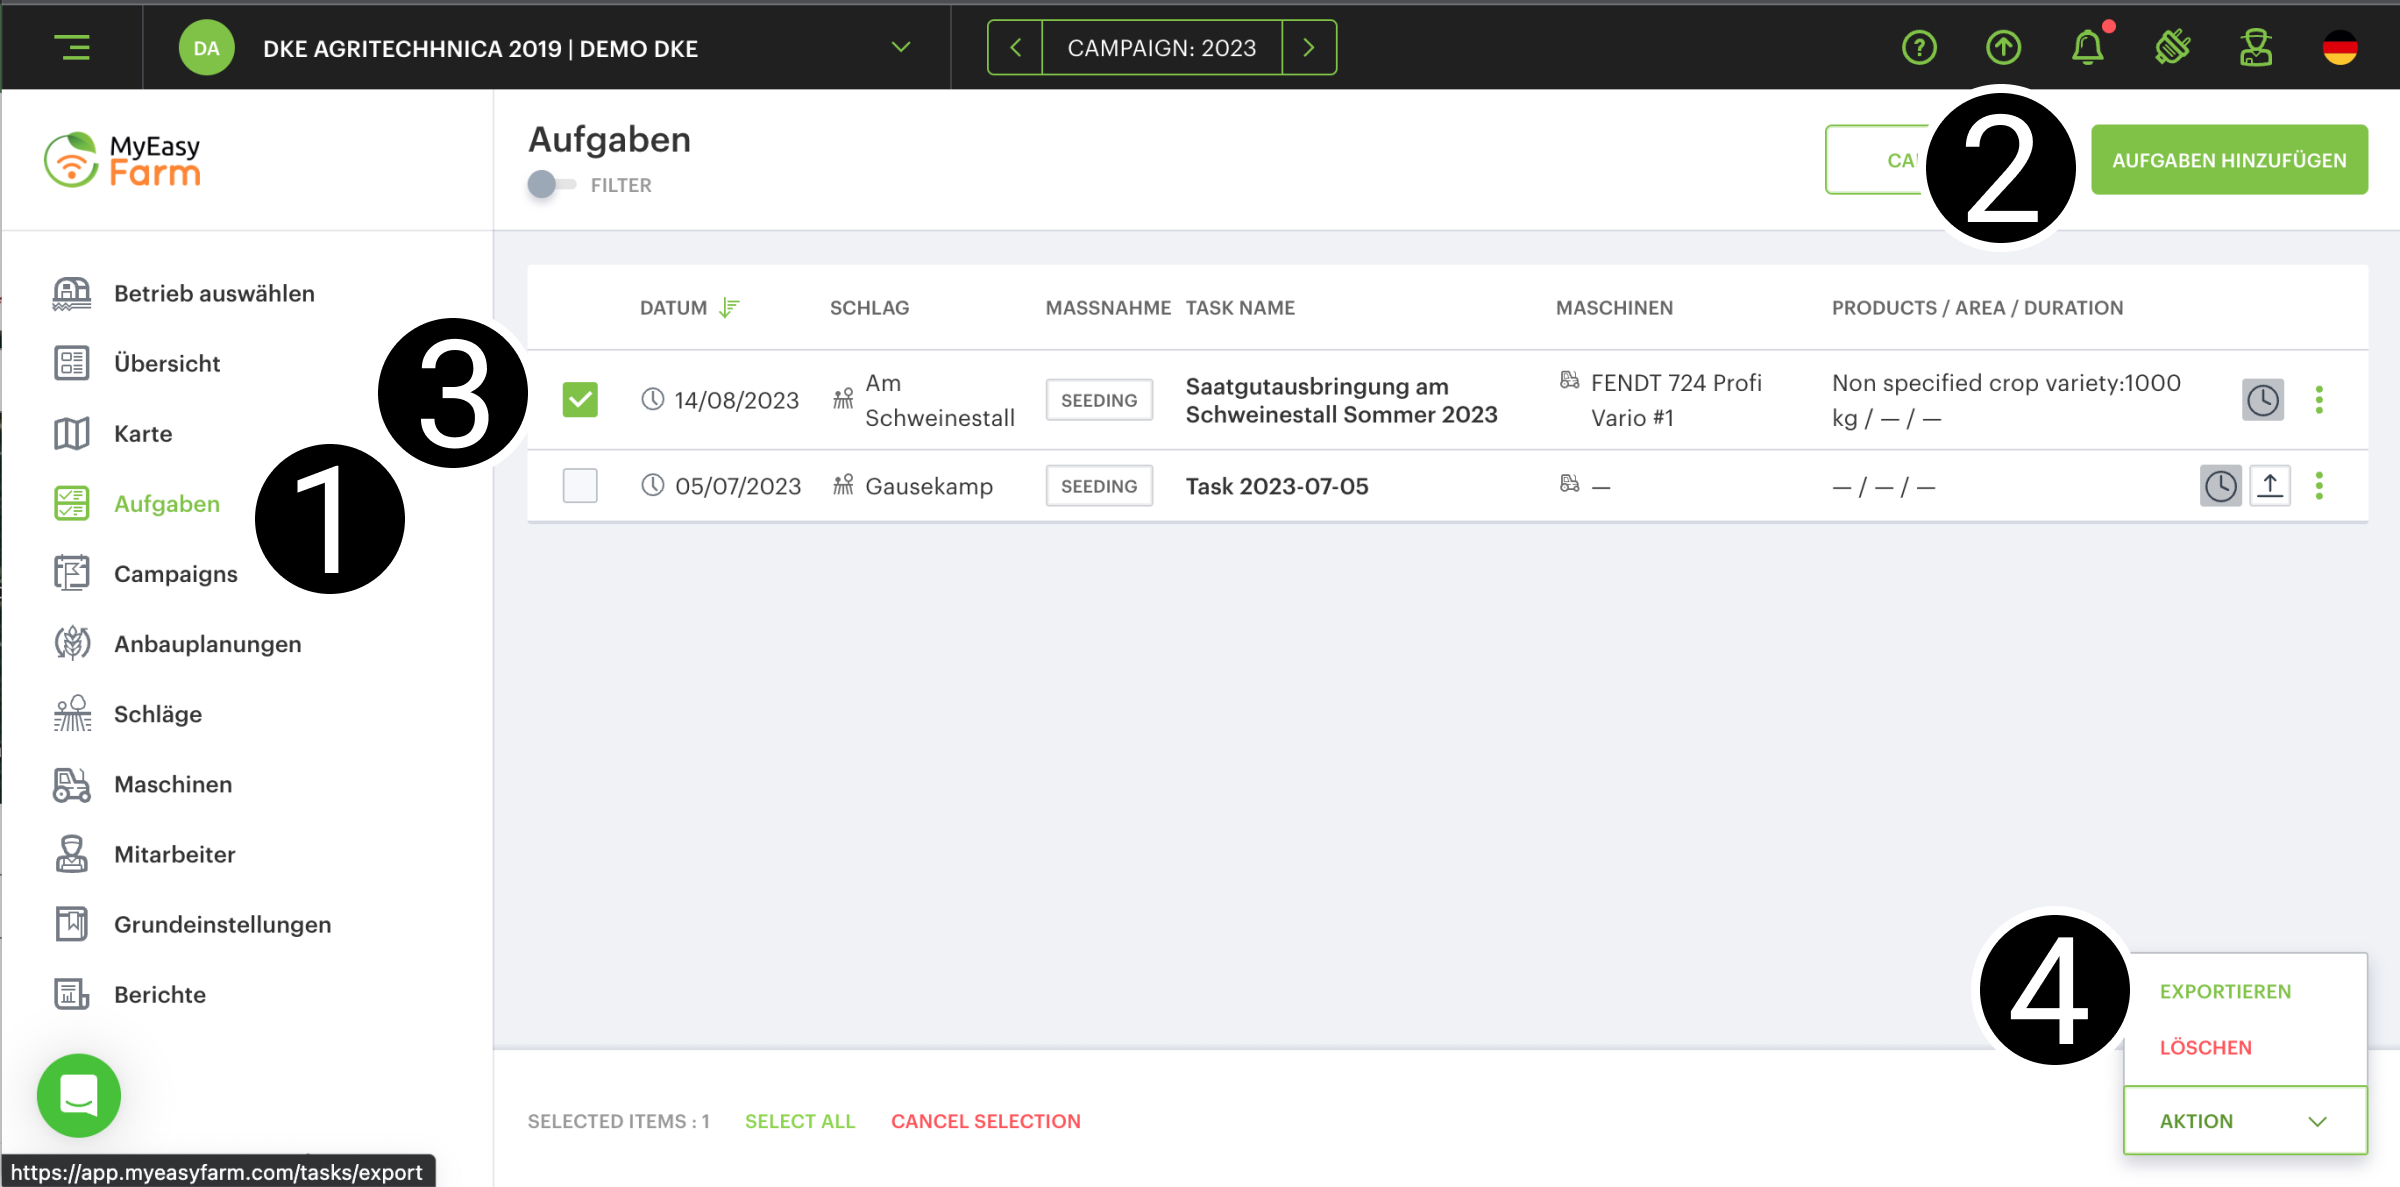 DA
DKE AGRITECHHNICA 2019 | DEMO DKE
CAMPAIGN: 2023
MyEasy
Farm
Aufgaben
FILTER
2
AUFGABEN HINZUFÜGEN
Betrieb auswählen
Übersicht
Karte
Aufgaben
Campaigns
Anbauplanungen
Schläge
Maschinen
Mitarbeiter
Grundeinstellungen
Berichte
1
3
DATUM SCHLAG MASSNAHME TASK NAME MASCHINEN PRODUCTS / AREA / DURATION
14/08/2023
Am
Schweinestall
SEEDING
Saatgutausbringung am
Schweinestall Sommer 2023
FENDT 724 Profi
Vario #1
Non specified crop variety:1000
kg / — / —
05/07/2023 Gausekamp SEEDING Task 2023-07-05 — — / — / —
4
EXPORTIEREN
LÖSCHEN
AKTION
SELECTED ITEMS : 1 SELECT ALL CANCEL SELECTION
https://app.myeasyfarm.com/tasks/export